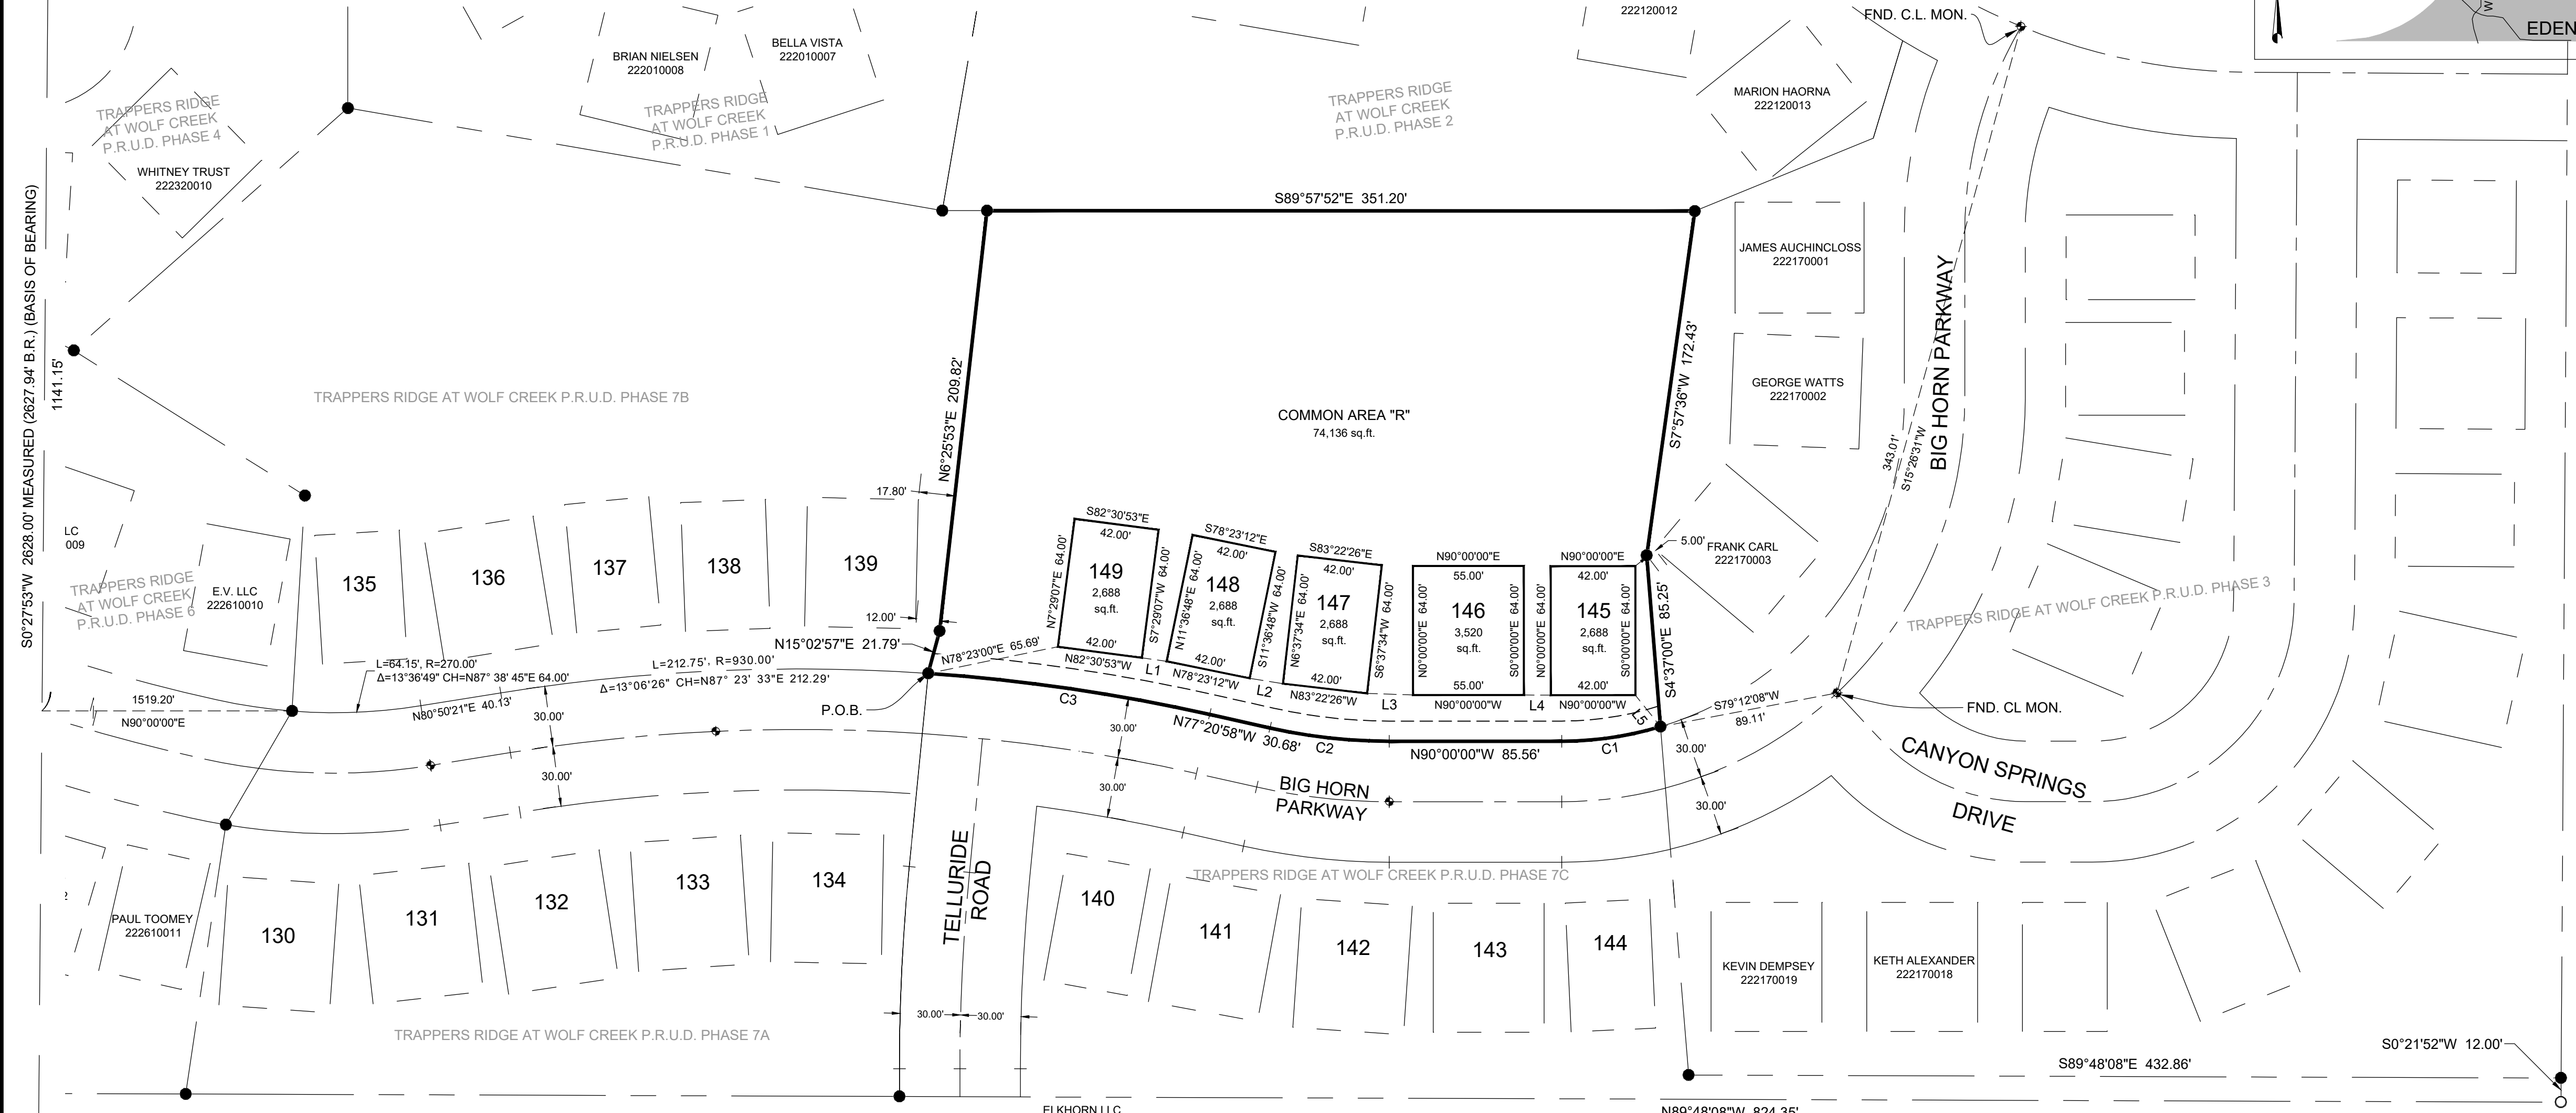 222120012
FND. C.L. MON.
W
EDEN
BRIAN NIELSEN
222010008
BELLA VISTA
222010007
MARION HAORNA
222120013
TRAPPERS RIDGE
AT WOLF CREEK
P.R.U.D. PHASE 4
TRAPPERS RIDGE
AT WOLF CREEK
P.R.U.D. PHASE 1
TRAPPERS RIDGE
AT WOLF CREEK
P.R.U.D. PHASE 2
WHITNEY TRUST
222320010
S89°57'52"E 351.20'
S0°27'53"W 2628.00' MEASURED (2627.94' B.R.) (BASIS OF BEARING)
1141.15'
JAMES AUCHINCLOSS
222170001
GEORGE WATTS
222170002
BIG HORN PARKWAY
343.01'
S15°26'31"W
TRAPPERS RIDGE AT WOLF CREEK P.R.U.D. PHASE 7B
N6°25'53"E 209.82'
S7°57'36"W 172.43'
COMMON AREA "R"
74,136 sq.ft.
17.80'
12.00'
LC
009
TRAPPERS RIDGE
AT WOLF CREEK
P.R.U.D. PHASE 6
E.V. LLC
222610010
135
136
137
138
139
S82°30'53"E
42.00'
N7°29'07"E 64.00'
149
2,688
sq.ft.
S7°29'07"W 64.00'
42.00'
N82°30'53"W
L1
S78°23'12"E
42.00'
N11°36'48"E 64.00'
148
2,688
sq.ft.
S11°36'48"W 64.00'
42.00'
N78°23'12"W
L2
S83°22'26"E
42.00'
N6°37'34"E 64.00'
147
2,688
sq.ft.
S6°37'34"W 64.00'
42.00'
N83°22'26"W
L3
N90°00'00"E
55.00'
N0°00'00"E 64.00'
146
3,520
sq.ft.
S0°00'00"E 64.00'
55.00'
N90°00'00"W
L4
N90°00'00"E
42.00'
N0°00'00"E 64.00'
145
2,688
sq.ft.
S0°00'00"E 64.00'
42.00'
N90°00'00"W
L5
5.00'
FRANK CARL
222170003
S4°37'00"E 85.25'
TRAPPERS RIDGE AT WOLF CREEK P.R.U.D. PHASE 3
N15°02'57"E 21.79'
N78°23'00"E 65.69'
L=64.15', R=270.00'
Δ=13°36'49" CH=N87° 38' 45"E 64.00'
L=212.75', R=930.00'
Δ=13°06'26" CH=N87° 23' 33"E 212.29'
1519.20'
N90°00'00"E
N80°50'21"E 40.13'
30.00'
30.00'
P.O.B.
C3
30.00'
30.00'
N77°20'58"W 30.68'
C2
N90°00'00"W 85.56'
C1
S79°12'08"W
89.11'
FND. CL MON.
30.00'
30.00'
BIG HORN
PARKWAY
CANYON SPRINGS
DRIVE
TELLURIDE
ROAD
TRAPPERS RIDGE AT WOLF CREEK P.R.U.D. PHASE 7C
PAUL TOOMEY
222610011
130
131
132
133
134
140
141
142
143
144
KEVIN DEMPSEY
222170019
KETH ALEXANDER
222170018
30.00'
30.00'
TRAPPERS RIDGE AT WOLF CREEK P.R.U.D. PHASE 7A
S0°21'52"W 12.00'
S89°48'08"E 432.86'
ELKHORN LLC
N89°48'08"W 824.35'